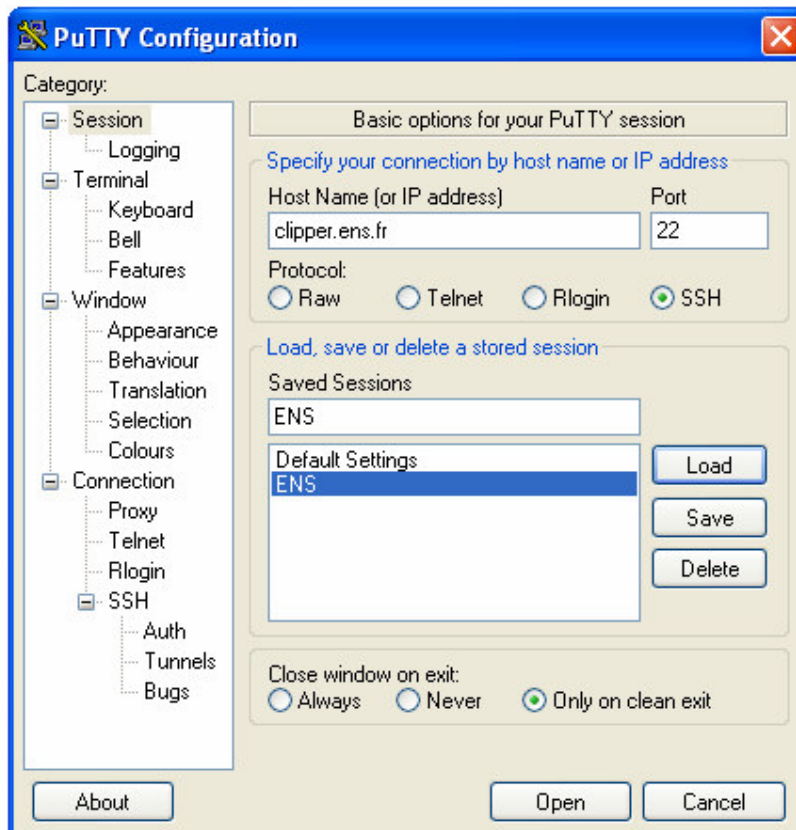 PuTTY Configuration
Category:
Session
Logging
Terminal
Keyboard
Bell
Features
Window
Appearance
Behaviour
Translation
Selection
Colours
Connection
Proxy
Telnet
Rlogin
SSH
Auth
Tunnels
Bugs
Basic options for your PuTTY session
Specify your connection by host name or IP address
Host Name (or IP address) Port
clipper.ens.fr 22
Protocol:
Raw Telnet Rlogin SSH
Load, save or delete a stored session
Saved Sessions
ENS
Default Settings
ENS
Load
Save
Delete
Close window on exit:
Always Never Only on clean exit
About Open Cancel